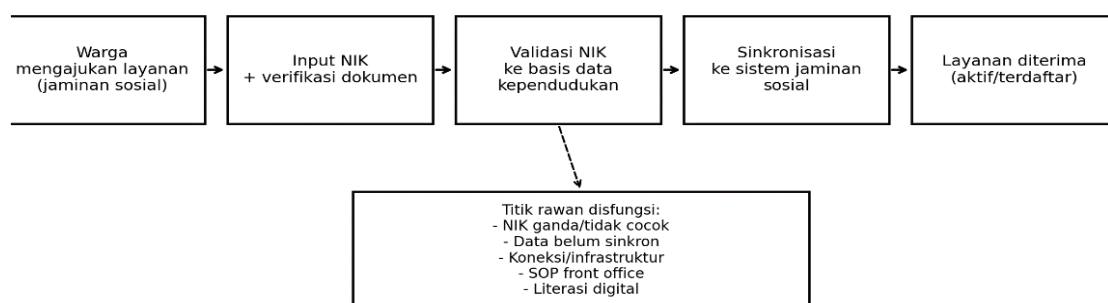 Warga
mengajukan layanan
(jaminan sosial)
Input NIK
+ verifikasi dokumen
Validasi NIK
ke basis data
kependudukan
Sinkronisasi
ke sistem jaminan
sosial
Layanan diterima
(aktif/terdaftar)
Titik rawan disfungsi:
- NIK ganda/tidak cocok
- Data belum sinkron
- Koneksi/infrastruktur
- SOP front office
- Literasi digital